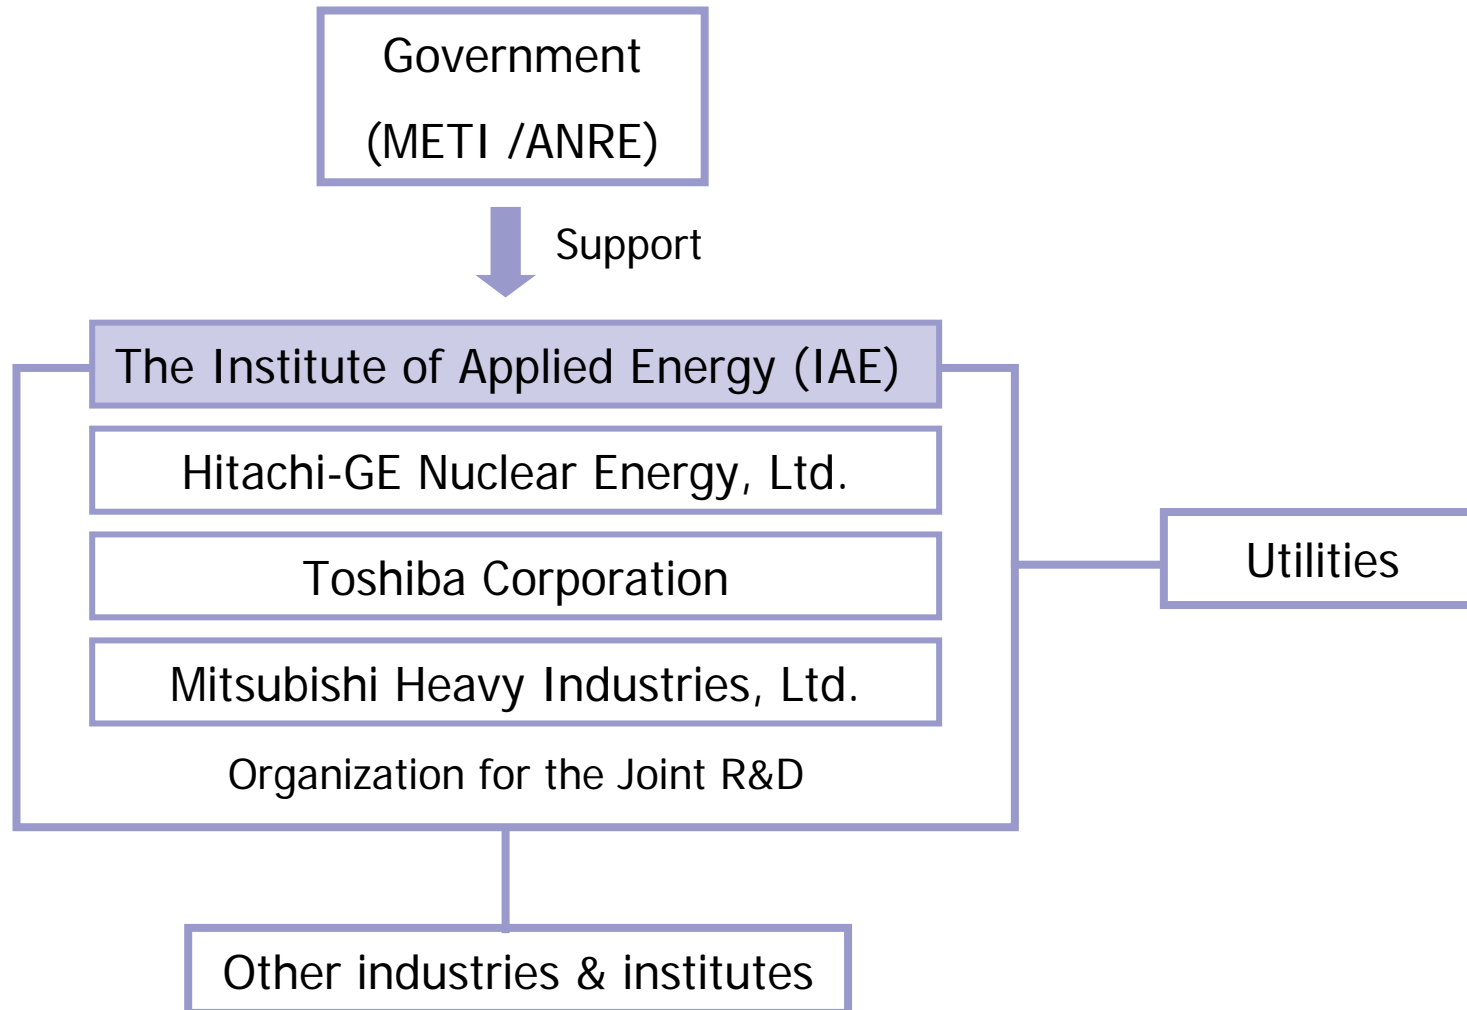 Government
(METI /ANRE)
Support
The Institute of Applied Energy (IAE)
Hitachi-GE Nuclear Energy, Ltd.
Toshiba Corporation
Utilities
Mitsubishi Heavy Industries, Ltd.
Organization for the Joint R&D
Other industries & institutes